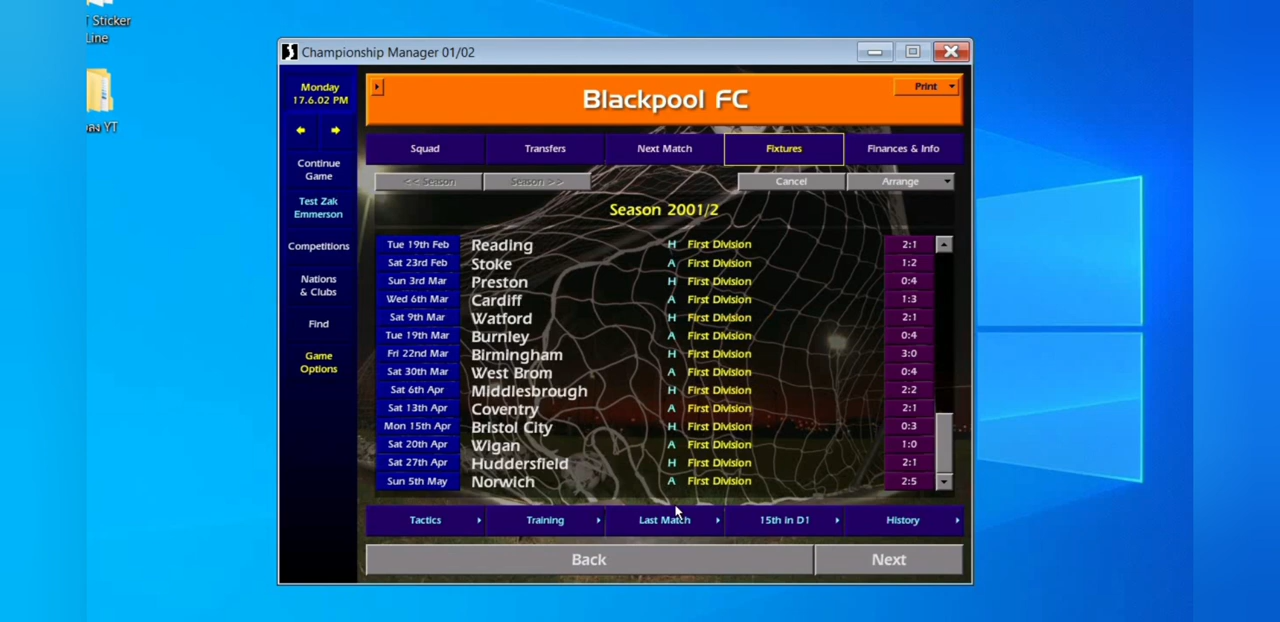 T Sticker
Line
YT
Championship Manager 01/02
Monday
17.6.02 PM
Continue
Game
Test Zak
Emmerson
Competitions
Nations
& Clubs
Find
Game
Options
Blackpool FC
Print
Squad Transfers Next Match Fixtures Finances & Info
<< Season Season >> Cancel Arrange
Season 2001/2
Tue 19th Feb Reading H First Division 2:1
Sat 23rd Feb Stoke A First Division 1:2
Sun 3rd Mar Preston H First Division 0:4
Wed 6th Mar Cardiff A First Division 1:3
Sat 9th Mar Watford H First Division 2:1
Tue 19th Mar Burnley A First Division 0:4
Fri 22nd Mar Birmingham H First Division 3:0
Sat 30th Mar West Brom A First Division 0:4
Sat 6th Apr Middlesbrough H First Division 2:2
Sat 13th Apr Coventry A First Division 2:1
Mon 15th Apr Bristol City H First Division 0:3
Sat 20th Apr Wigan A First Division 1:0
Sat 27th Apr Huddersfield H First Division 2:1
Sun 5th May Norwich A First Division 2:5
Tactics Training Last Match 15th in D1 History
Back Next